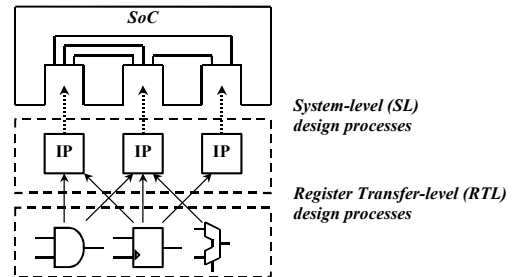 SoC
System-level (SL)
design processes
IP IP IP
Register Transfer-level (RTL)
design processes